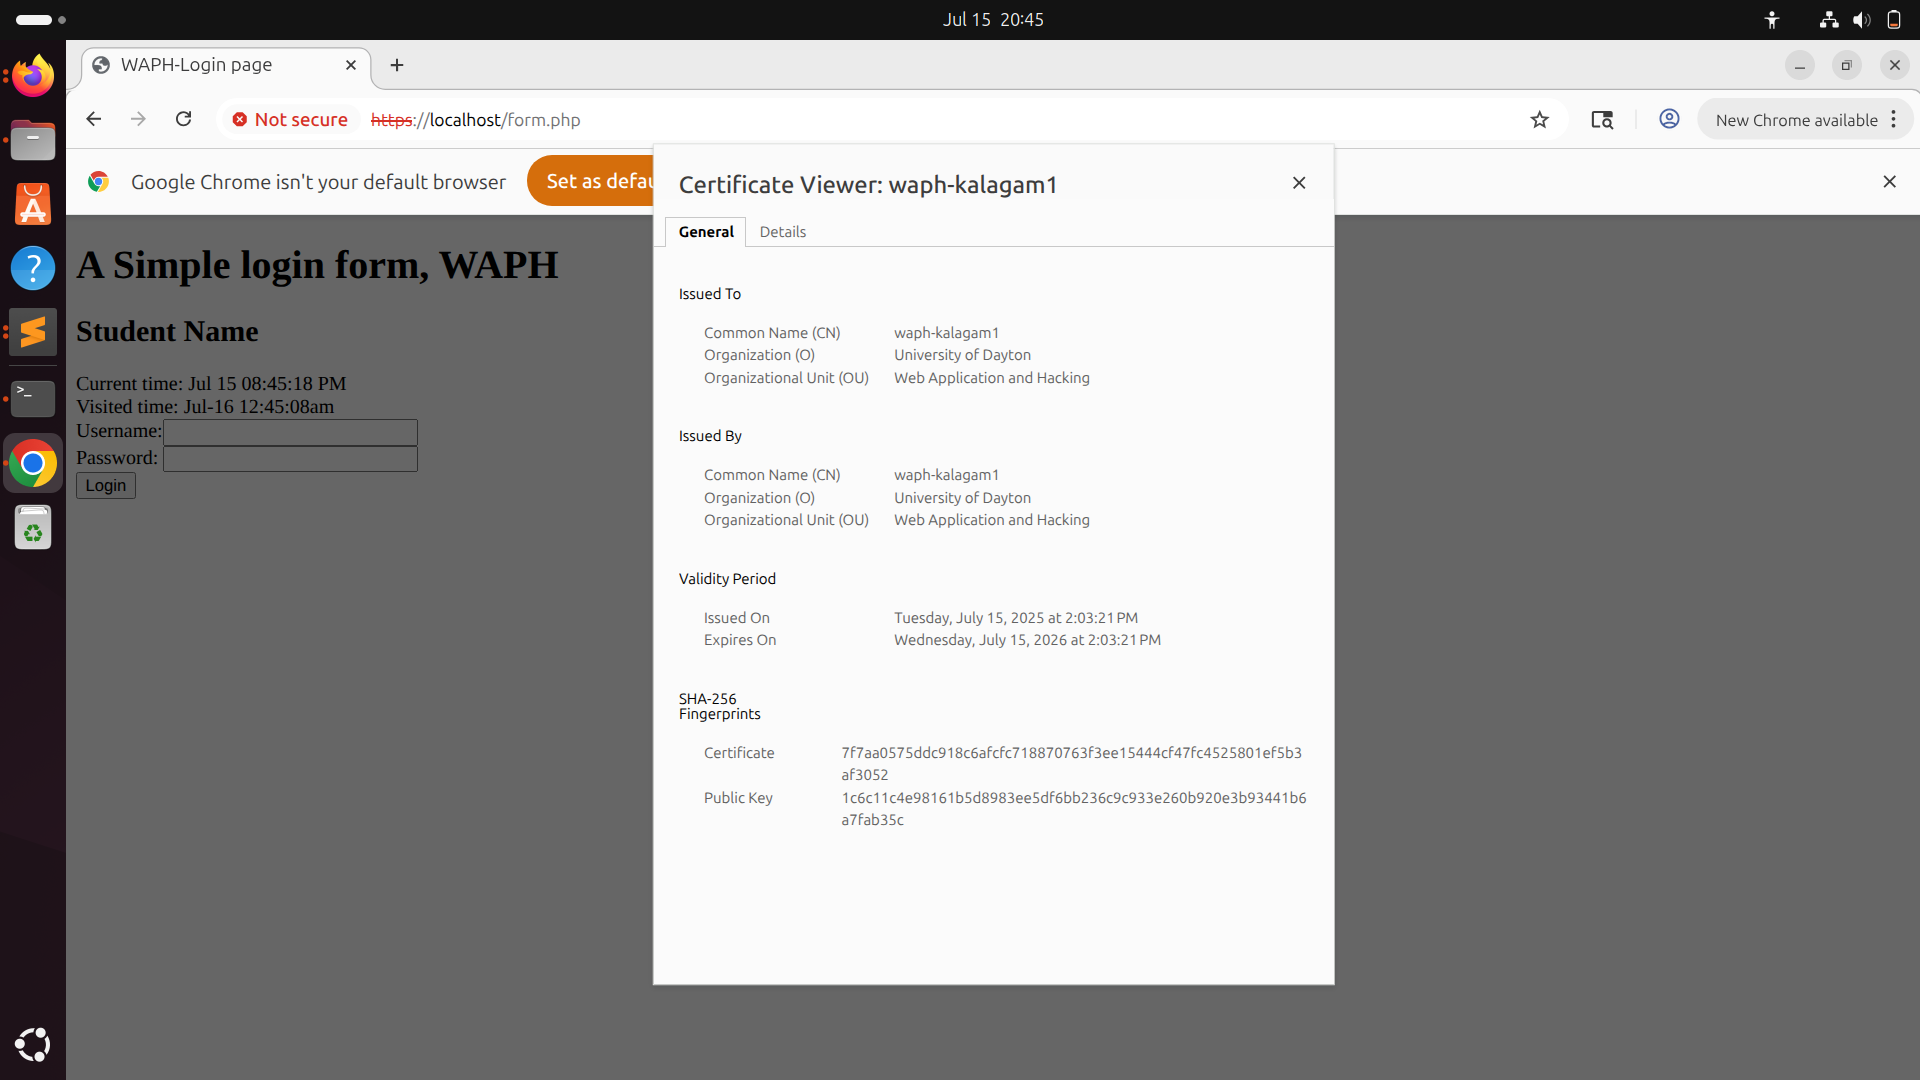 Jul 15 20:45
WAPH-Login page
Not secure https://localhost/form.php
New Chrome available
Google Chrome isn't your default browser
Set as defau
A Simple login form, WAPH
Student Name
Current time: Jul 15 08:45:18 PM
Visited time: Jul-16 12:45:08am
Username:
Password:
Login
Certificate Viewer: waph-kalagam1
General Details
Issued To
Common Name (CN) waph-kalagam1
Organization (O) University of Dayton
Organizational Unit (OU) Web Application and Hacking
Issued By
Common Name (CN) waph-kalagam1
Organization (O) University of Dayton
Organizational Unit (OU) Web Application and Hacking
Validity Period
Issued On Tuesday, July 15, 2025 at 2:03:21 PM
Expires On Wednesday, July 15, 2026 at 2:03:21 PM
SHA-256
Fingerprints
Certificate 7f7aa0575ddc918c6afcfc718870763f3ee15444cf47fc4525801ef5b3
af3052
Public Key 1c6c11c4e98161b5d8983ee5df6bb236c9c933e260b920e3b93441b6
a7fab35c